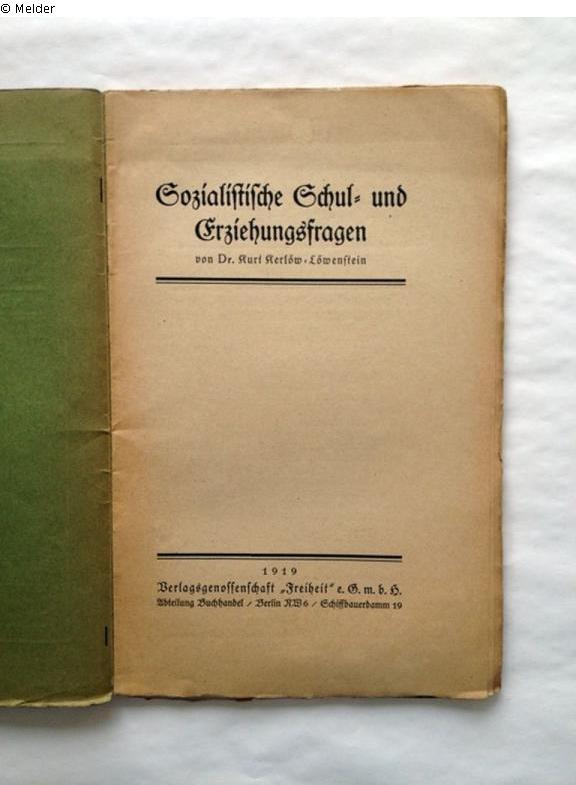 © Melder
Sozialistische Schul- und
Erziehungsfragen
von Dr. Kurt Kerlöw-Löwenstein
1919
Verlagsgenossenschaft „Freiheit“ e. G. m. b. H.
Abteilung Buchhandel / Berlin NW6 / Schiffbauerdamm 19